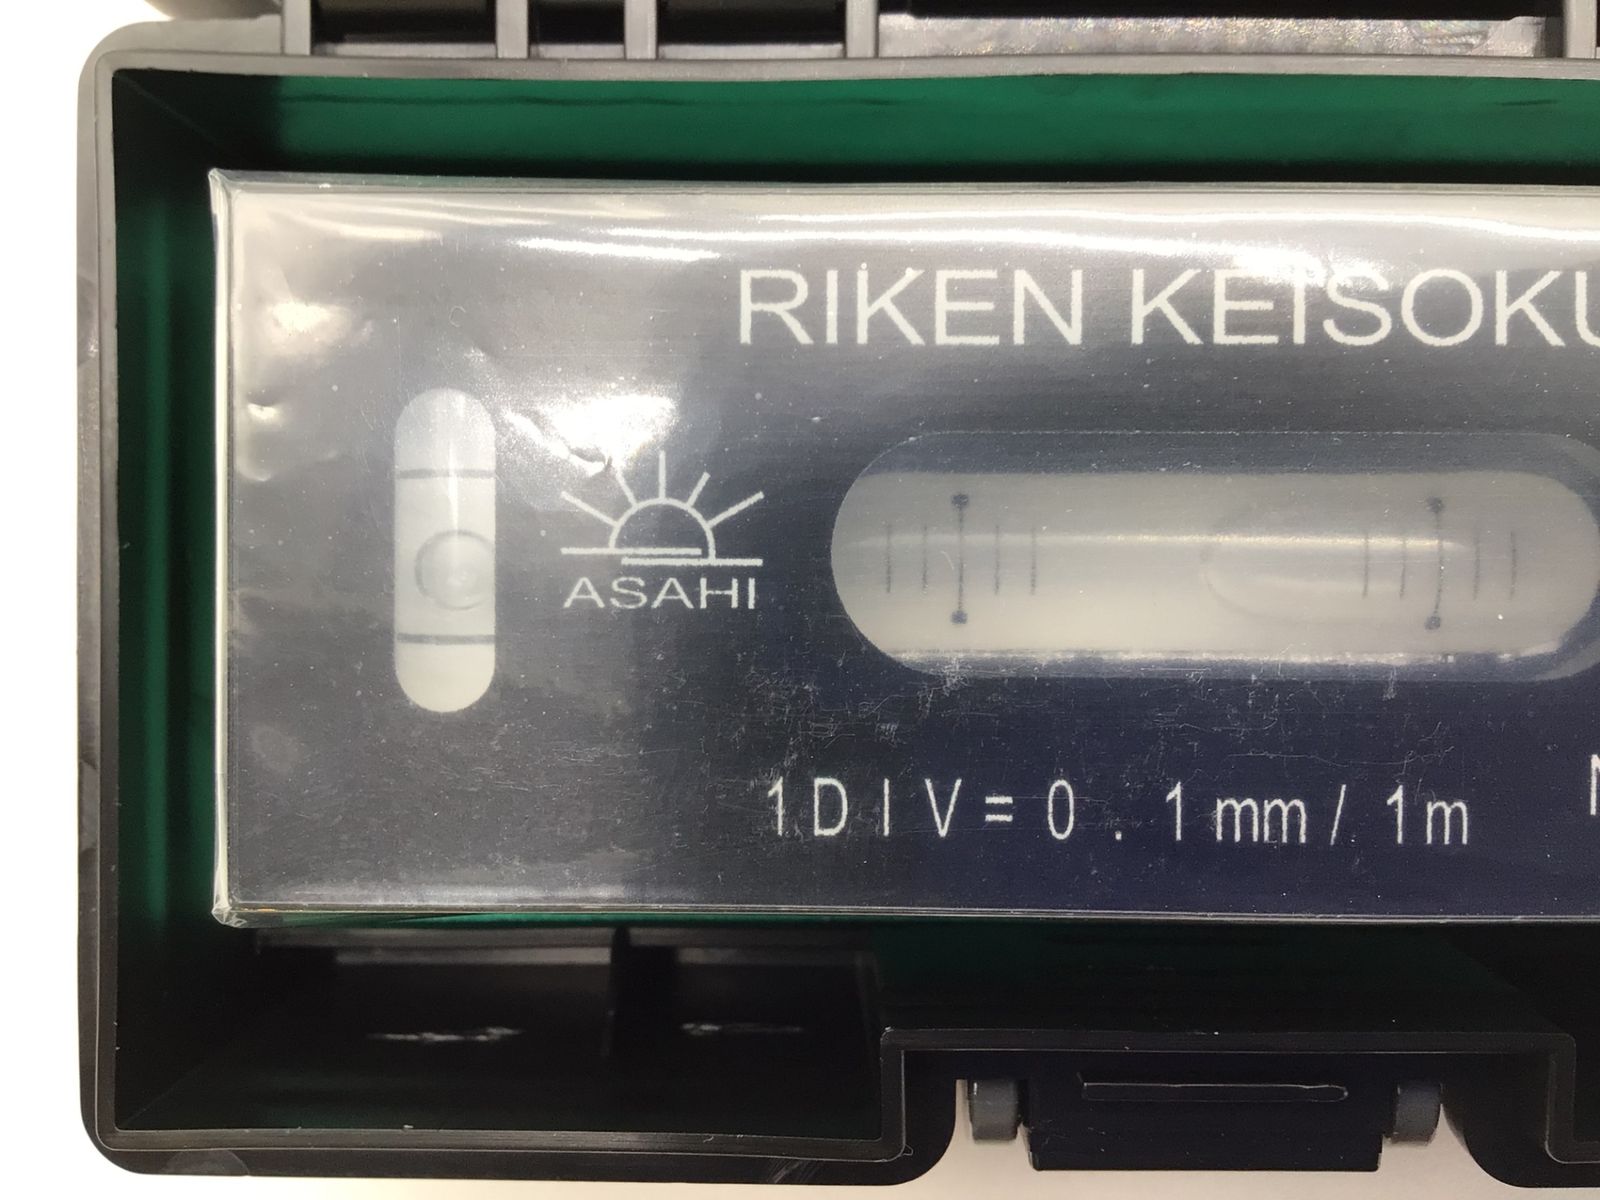 RIKEN KEISOKU
ASAHI
1DIV=0.1mm/1m